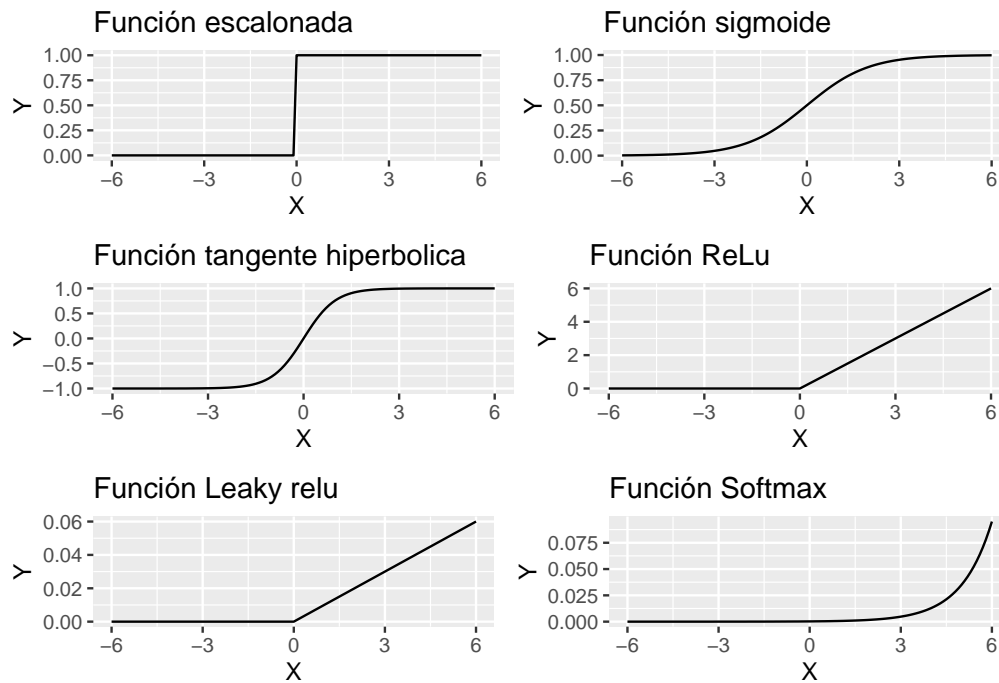 Función escalonada
1.00
0.75
0.50
0.25
0.00
Y
−6 −3 0 3 6
X
Función sigmoide
1.00
0.75
0.50
0.25
0.00
Y
−6 −3 0 3 6
X
Función tangente hiperbolica
1.0
0.5
0.0
−0.5
−1.0
Y
−6 −3 0 3 6
X
Función ReLu
6
4
2
0
Y
−6 −3 0 3 6
X
Función Leaky relu
0.06
0.04
0.02
0.00
Y
−6 −3 0 3 6
X
Función Softmax
0.075
0.050
0.025
0.000
Y
−6 −3 0 3 6
X